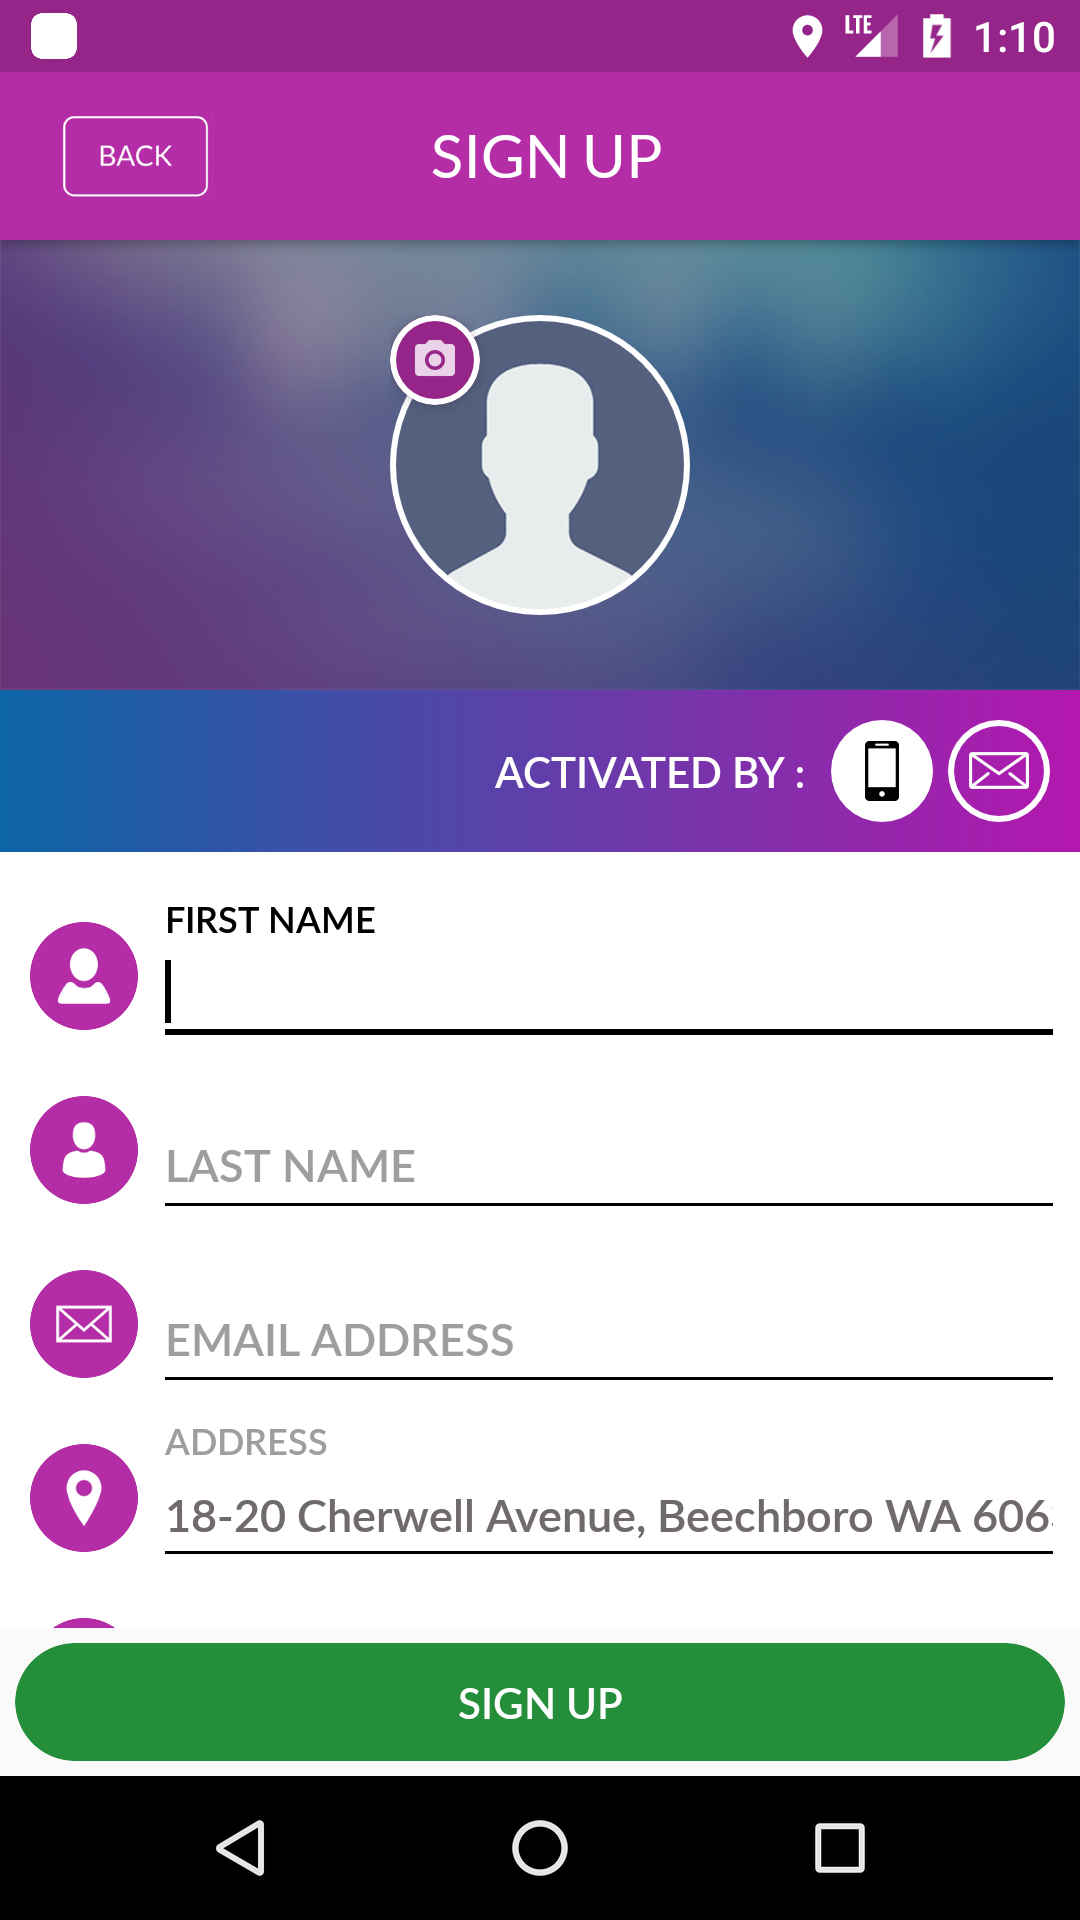 LTE 1:10
BACK SIGN UP
ACTIVATED BY :
FIRST NAME
LAST NAME
EMAIL ADDRESS
ADDRESS
18-20 Cherwell Avenue, Beechboro WA 606
SIGN UP